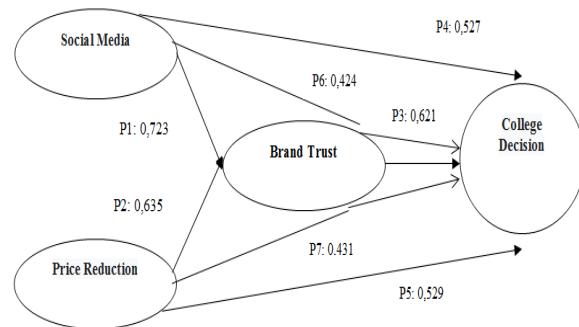 Social Media
P4: 0,527
P6: 0,424
P3: 0,621
College
Decision
P1: 0,723
Brand Trust
P2: 0,635
P7: 0.431
Price Reduction
P5: 0,529